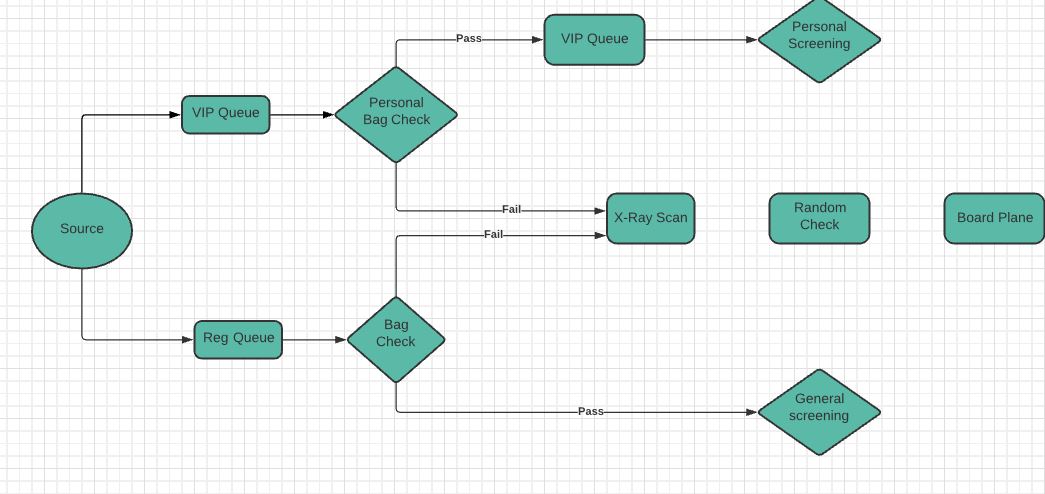 Pass
VIP Queue
Personal
Screening
VIP Queue
Personal
Bag Check
Source
Fail
X-Ray Scan
Random
Check
Board Plane
Fail
Reg Queue
Bag
Check
Pass
General
screening